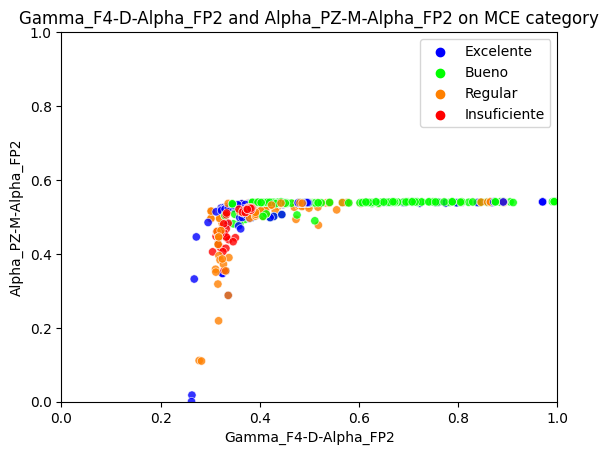 Gamma_F4-D-Alpha_FP2 and Alpha_PZ-M-Alpha_FP2 on MCE category
1.0
0.8
0.6
0.4
0.2
0.0
Alpha_PZ-M-Alpha_FP2
Excelente
Bueno
Regular
Insuficiente
0.0 0.2 0.4 0.6 0.8 1.0
Gamma_F4-D-Alpha_FP2